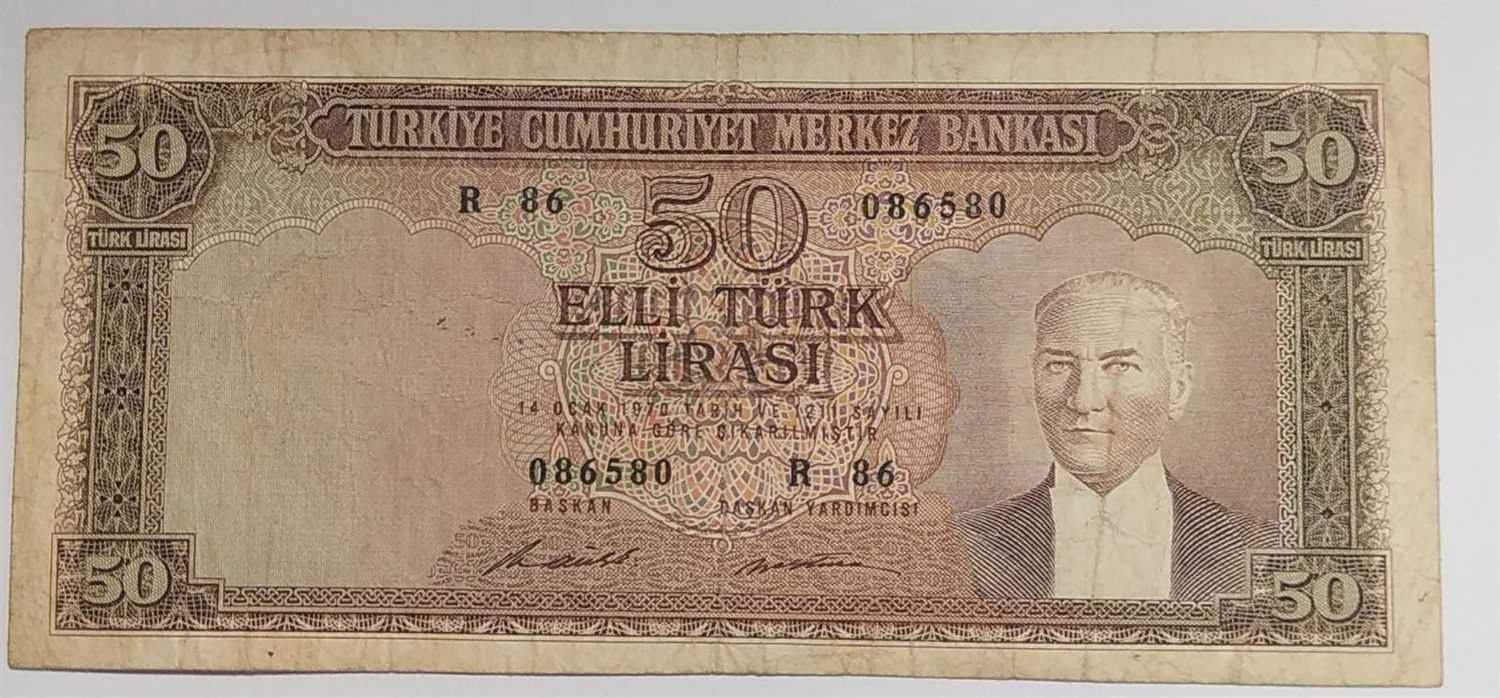 TÜRKİYE CUMHURİYET MERKEZ BANKASI
50 50
R 86 50 086580
TÜRK LİRASI TÜRK LİRASI
ELLİ TÜRK
LİRASI
14 OCAK 1970 TARİH VE 1211 SAYILI
KANUNA GÖRE ÇIKARILMIŞTIR
086580 R 86
BAŞKAN BAŞKAN YARDIMCISI
50 50